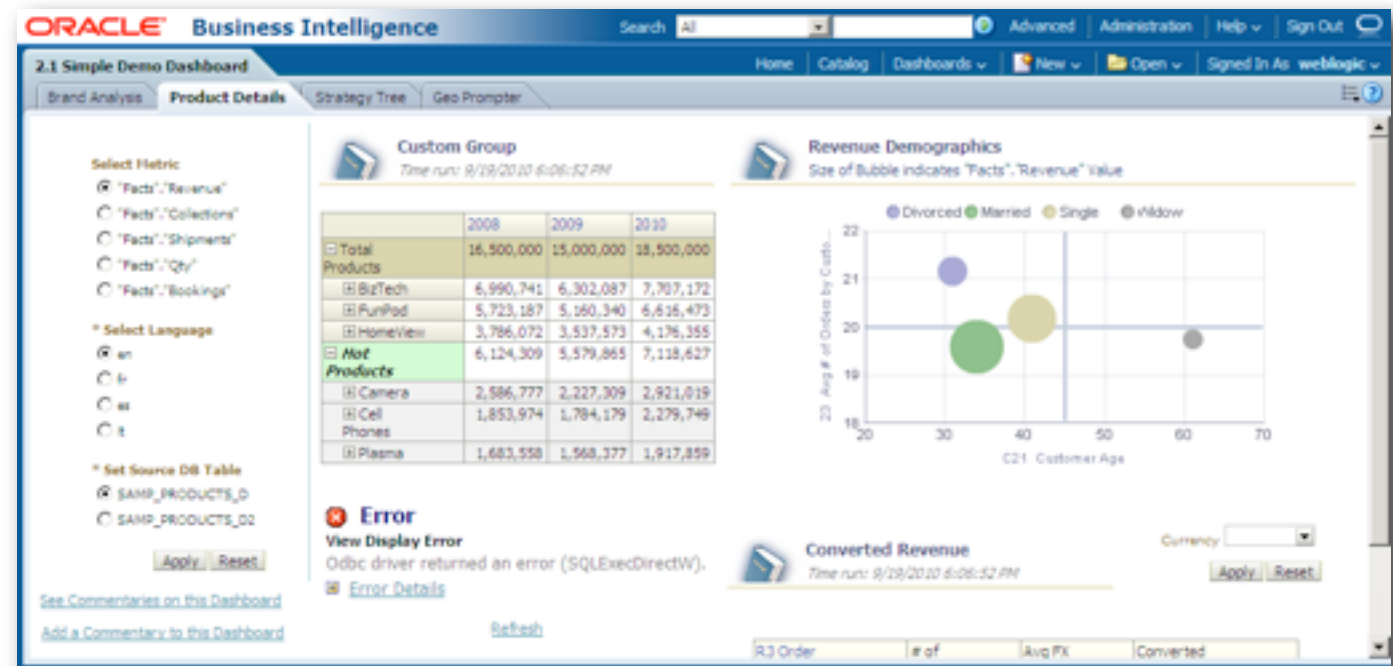 ORACLE Business Intelligence
Search All Advanced Administration Help Sign Out
2.1 Simple Demo Dashboard
Home Catalog Dashboards New Open Signed In As weblogic
Brand Analysis Product Details Strategy Tree Geo Prompter
Select Metric
"Facts"."Revenue"
"Facts"."Collections"
"Facts"."Shipments"
"Facts"."Qty"
"Facts"."Bookings"
* Select Language
en
fr
es
it
* Set Source DB Table
SAMP_PRODUCTS_D
SAMP_PRODUCTS_D2
Apply Reset
See Commentaries on this Dashboard
Add a Commentary to this Dashboard
Custom Group
Time run: 9/19/2010 6:06:52 PM
2008 2009 2010
Total Products 16,500,000 15,000,000 18,500,000
BizTech 6,990,741 6,302,087 7,707,172
FunPod 5,723,187 5,160,340 6,616,473
HomeView 3,786,072 3,537,573 4,176,355
Hot Products 6,124,309 5,579,865 7,118,627
Camera 2,586,777 2,227,309 2,921,019
Cell Phones 1,853,974 1,784,179 2,279,749
Plasma 1,683,558 1,568,377 1,917,859
Error
View Display Error
Odbc driver returned an error (SQLExecDirectW).
Error Details
Refresh
Revenue Demographics
Size of Bubble indicates "Facts"."Revenue" Value
Divorced Married Single Widow
23 Avg # of Orders by Custo...
22
21
20
19
18
20 30 40 50 60 70
C21 Customer Age
Converted Revenue
Time run: 9/19/2010 6:06:52 PM
Currency
Apply Reset
R3 Order # of Avg FX Converted